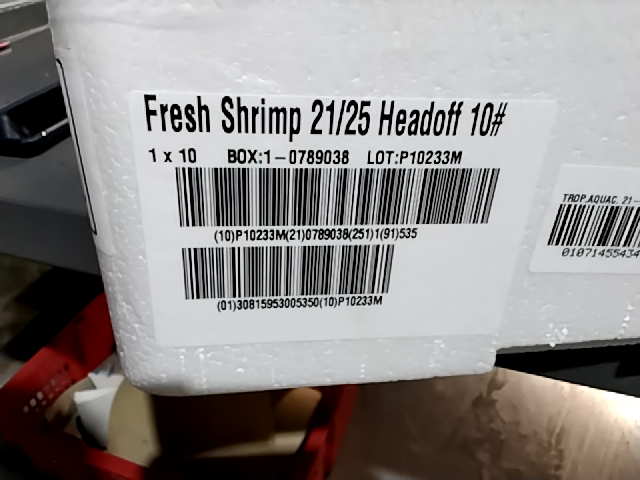 Fresh Shrimp 21/25 Headoff 10#
1 x 10 BOX:1-0789038 LOT:P10233M
(10)P10233M(21)0789038(251)1(91)535
(01)30815953005350(10)P10233M
TROP.AQUAC. 21-
01071455434